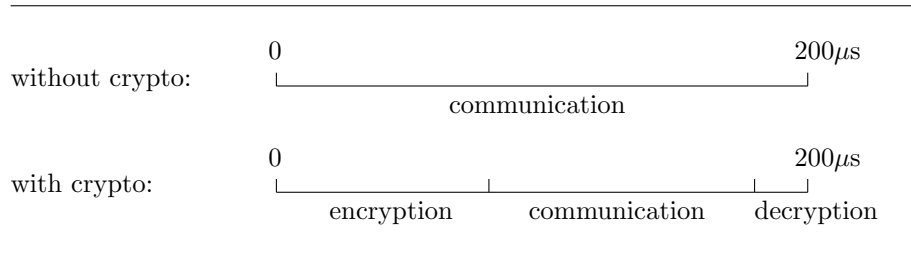 0 200μs
without crypto:
communication
0 200μs
with crypto:
encryption communication decryption